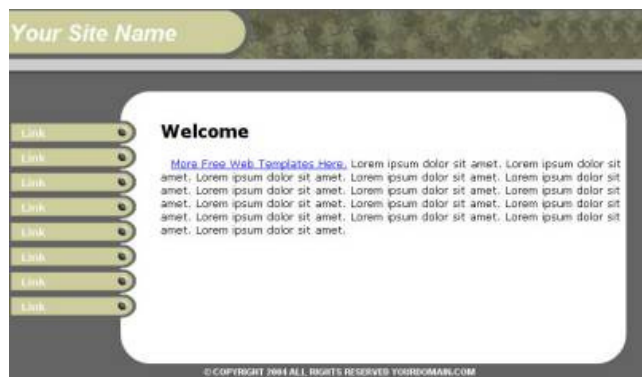 Your Site Name
Link
Link
Link
Link
Link
Link
Link
Link
Welcome
More Free Web Templates Here. Lorem ipsum dolor sit amet. Lorem ipsum dolor sit
amet. Lorem ipsum dolor sit amet. Lorem ipsum dolor sit amet. Lorem ipsum dolor sit
amet. Lorem ipsum dolor sit amet. Lorem ipsum dolor sit amet. Lorem ipsum dolor sit
amet. Lorem ipsum dolor sit amet. Lorem ipsum dolor sit amet. Lorem ipsum dolor sit
amet. Lorem ipsum dolor sit amet. Lorem ipsum dolor sit amet. Lorem ipsum dolor sit
amet. Lorem ipsum dolor sit amet.
© COPYRIGHT 2004 ALL RIGHTS RESERVED YOURDOMAIN.COM